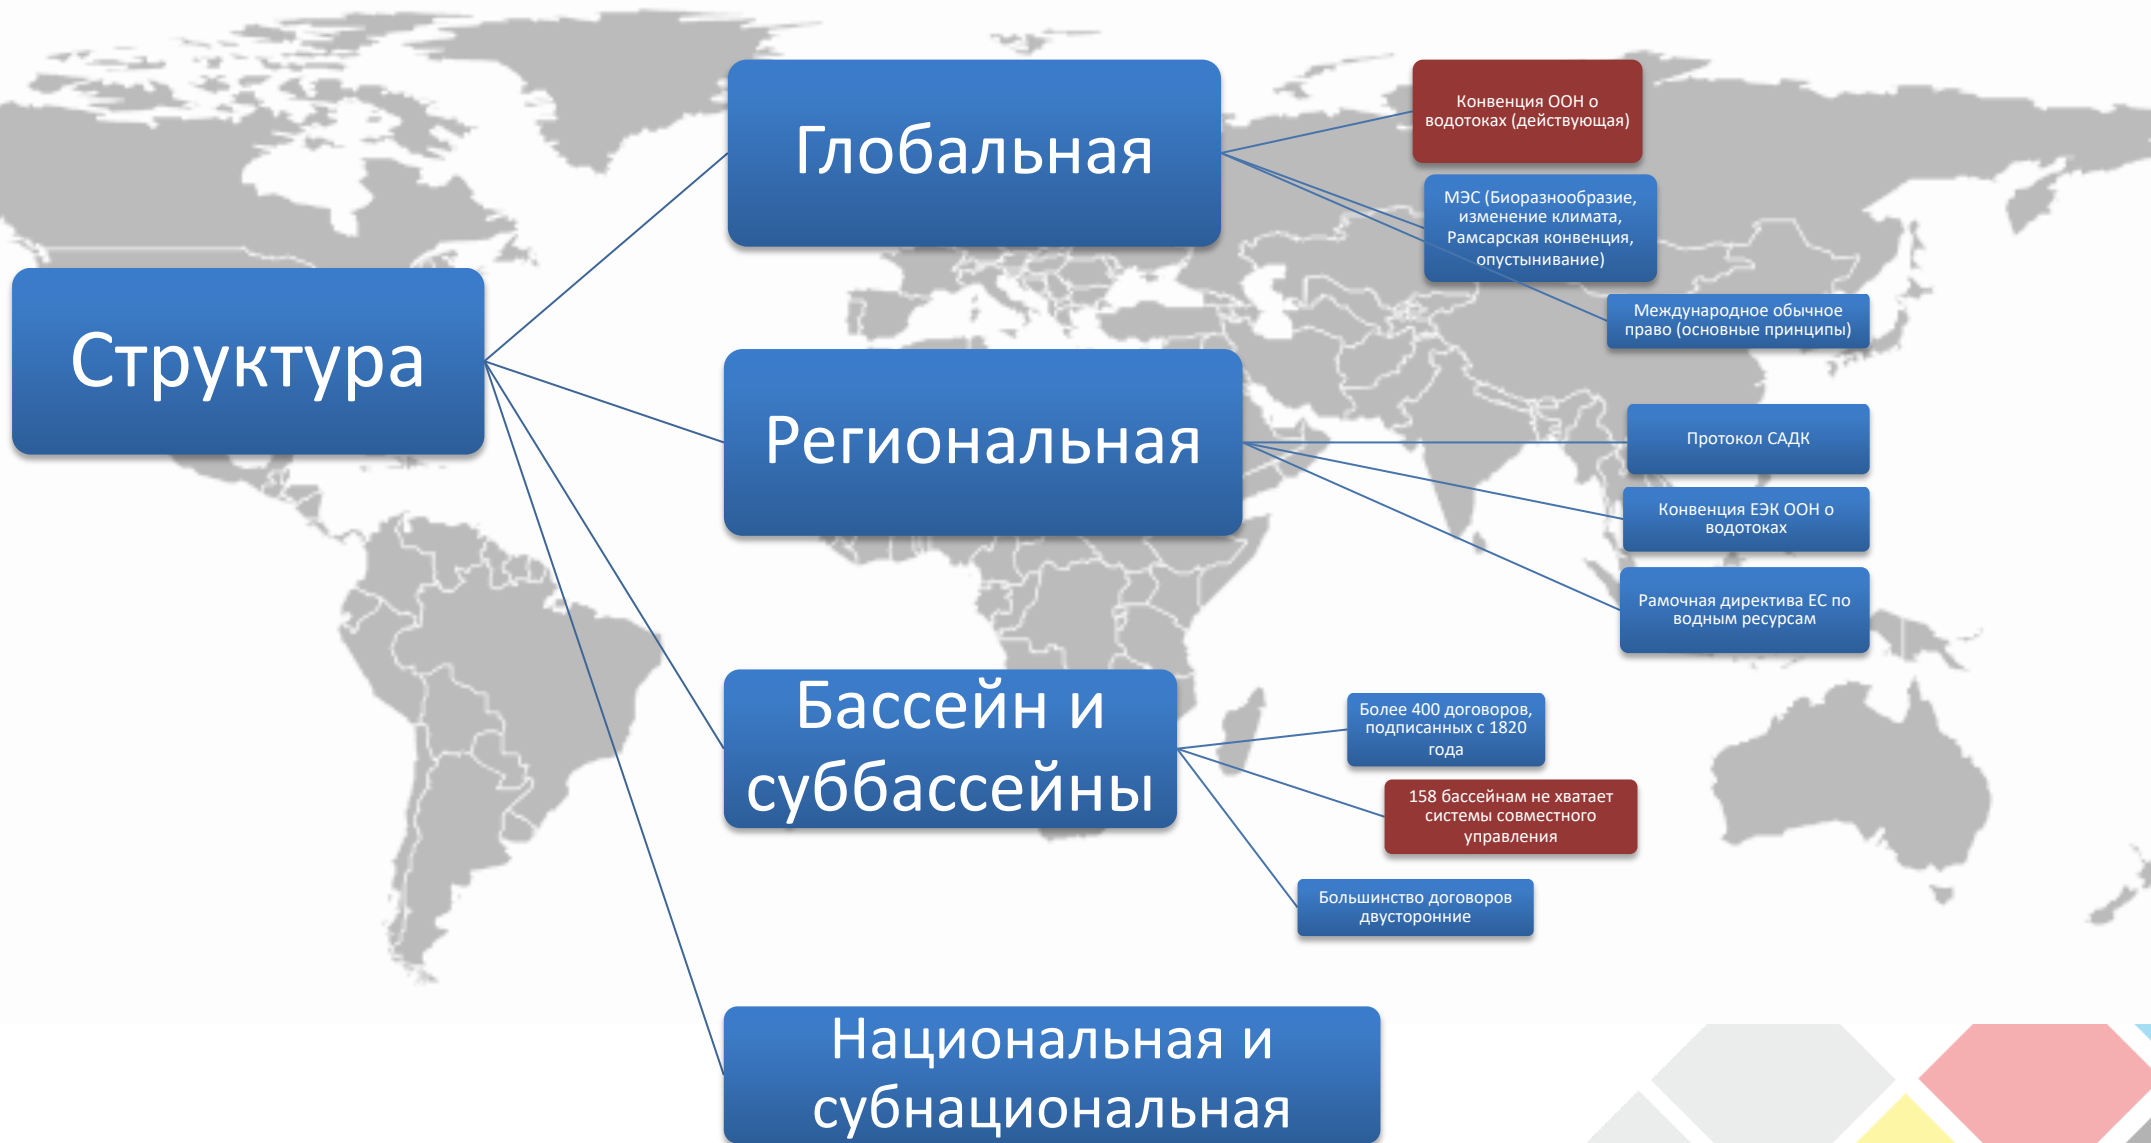 Структура
Глобальная
Конвенция ООН о
водотоках (действующая)
МЭС (Биоразнообразие,
изменение климата,
Рамсарская конвенция,
опустынивание)
Международное обычное
право (основные принципы)
Региональная
Протокол САДК
Конвенция ЕЭК ООН о
водотоках
Рамочная директива ЕС по
водным ресурсам
Бассейн и
суббассейны
Более 400 договоров,
подписанных с 1820
года
158 бассейнам не хватает
системы совместного
управления
Большинство договоров
двусторонние
Национальная и
субнациональная